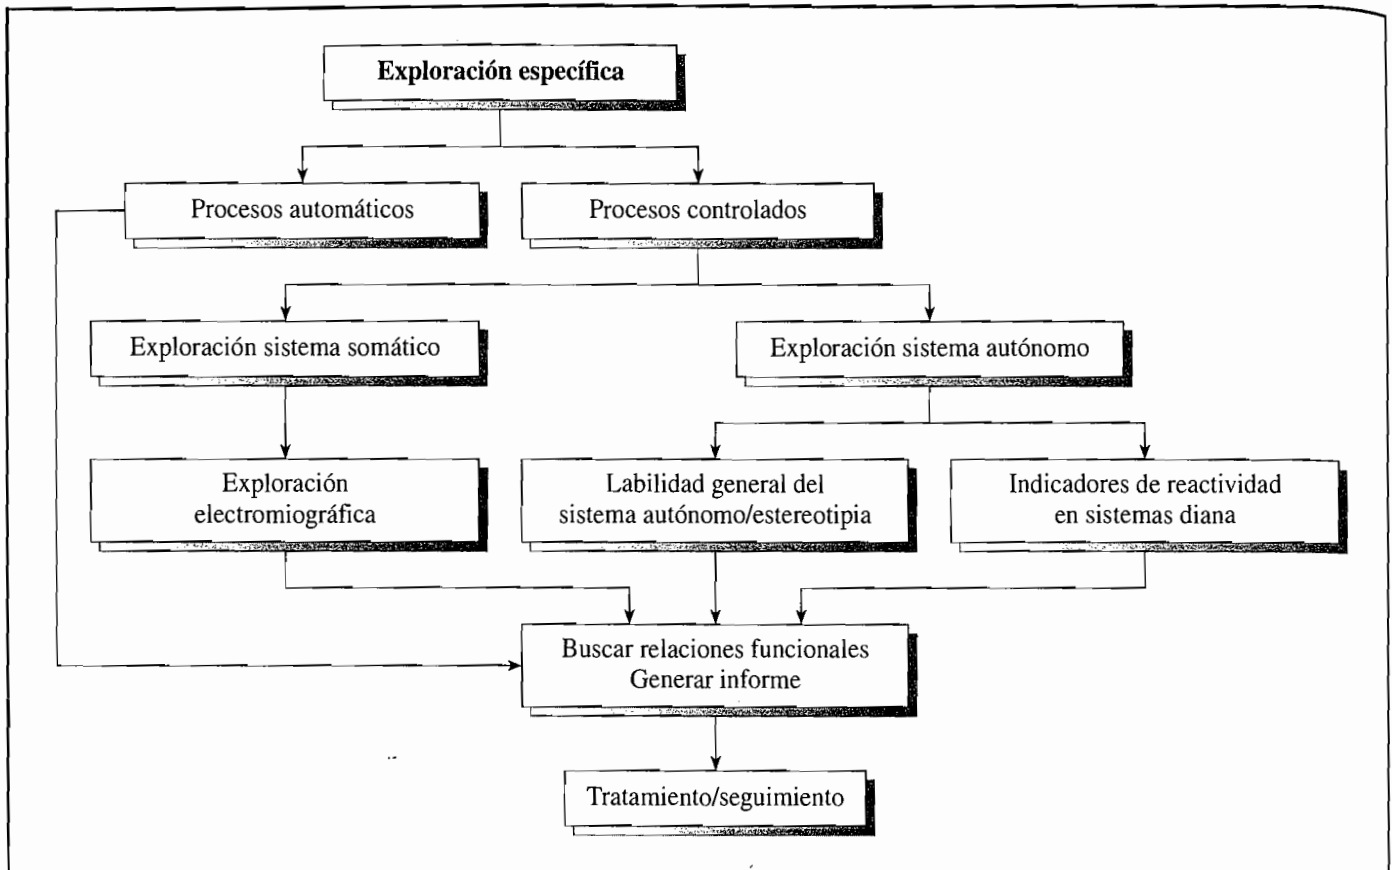 Exploración específica
Procesos automáticos
Procesos controlados
Exploración sistema somático
Exploración sistema autónomo
Exploración
electromiográfica
Labilidad general del
sistema autónomo/estereotipia
Indicadores de reactividad
en sistemas diana
Buscar relaciones funcionales
Generar informe
Tratamiento/seguimiento